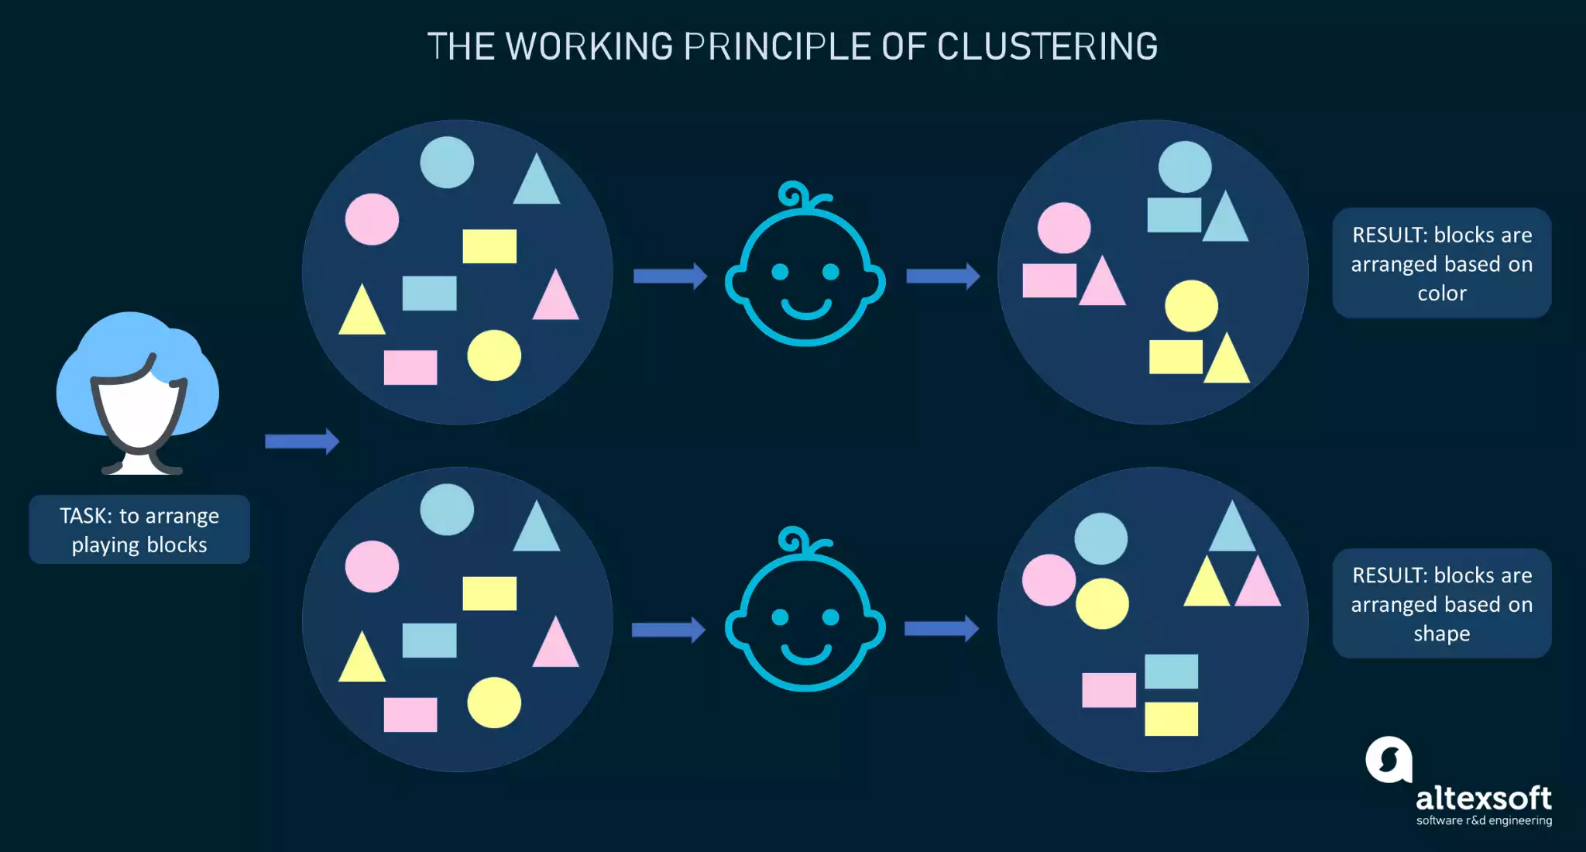 THE WORKING PRINCIPLE OF CLUSTERING
TASK: to arrange
playing blocks
RESULT: blocks are
arranged based on
color
RESULT: blocks are
arranged based on
shape
altexsoft
software r&d engineering